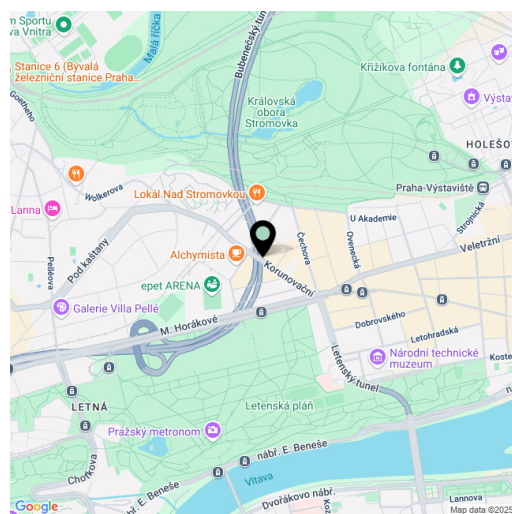 m Sportu
va Vnitra
Malá říčka
Bubenečský tunel
Stanice 6 (Bývalá
železniční stanice Praha...
Goetheho
Křižíkova fontána
Výstav
Královská
obora
Stromovka
HOLEŠOV
Wolkerova
Lokál Nad Stromovkou
Praha-Výstaviště
Lanna
U Akademie
Strojnická
Pod kaštany
Čechova
Ovenecká
Veletržní
Alchymista
Pelléova
Korunovační
epet ARENA
Galerie Villa Pellé
M. Horákové
Dobrovského
Letohradská
Národní technické
muzeum
Koste
Letenský tunel
LETNÁ
Letenská pláň
Pražský metronom
nábř. E. Beneše
Chotkova
E. Beneše
Vltava
Dvořákovo nábř.
Lannova
Google
Map data ©2025